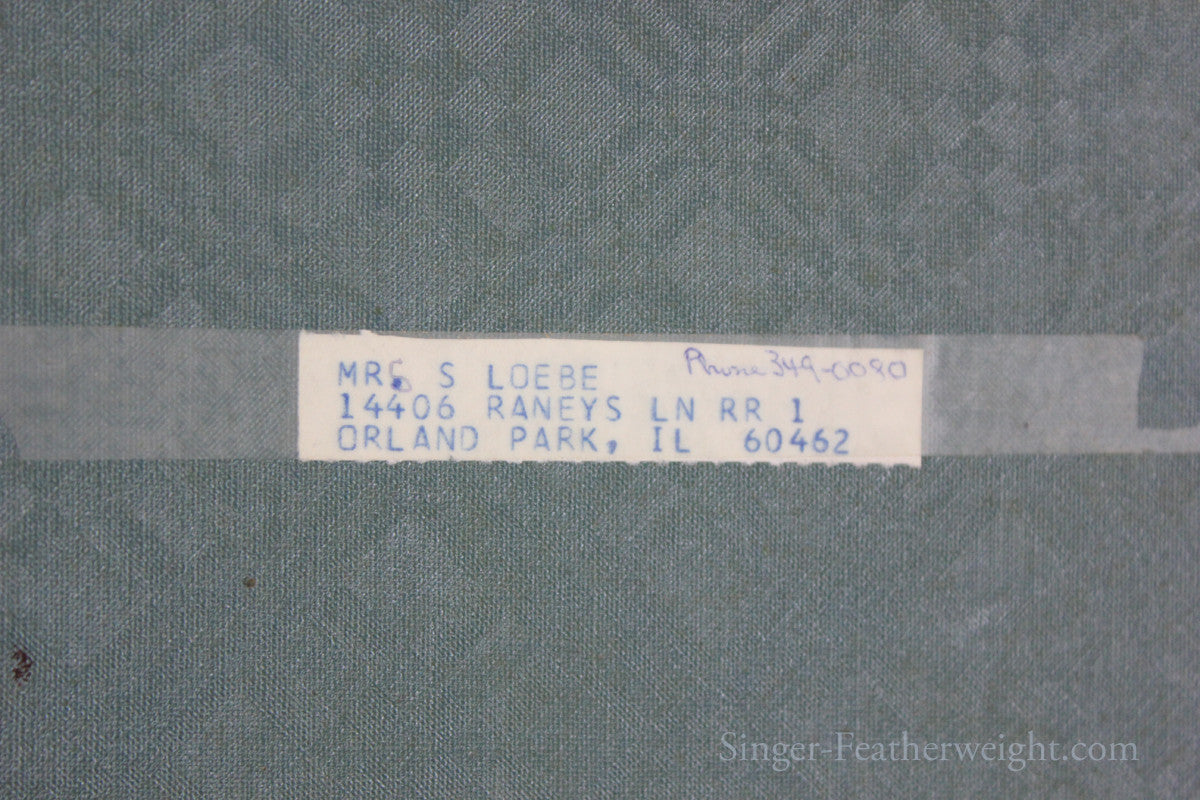 MRS S LOEBE Phone 349-0090
14406 RANEYS LN RR 1
ORLAND PARK, IL 60462
Singer-Featherweight.com